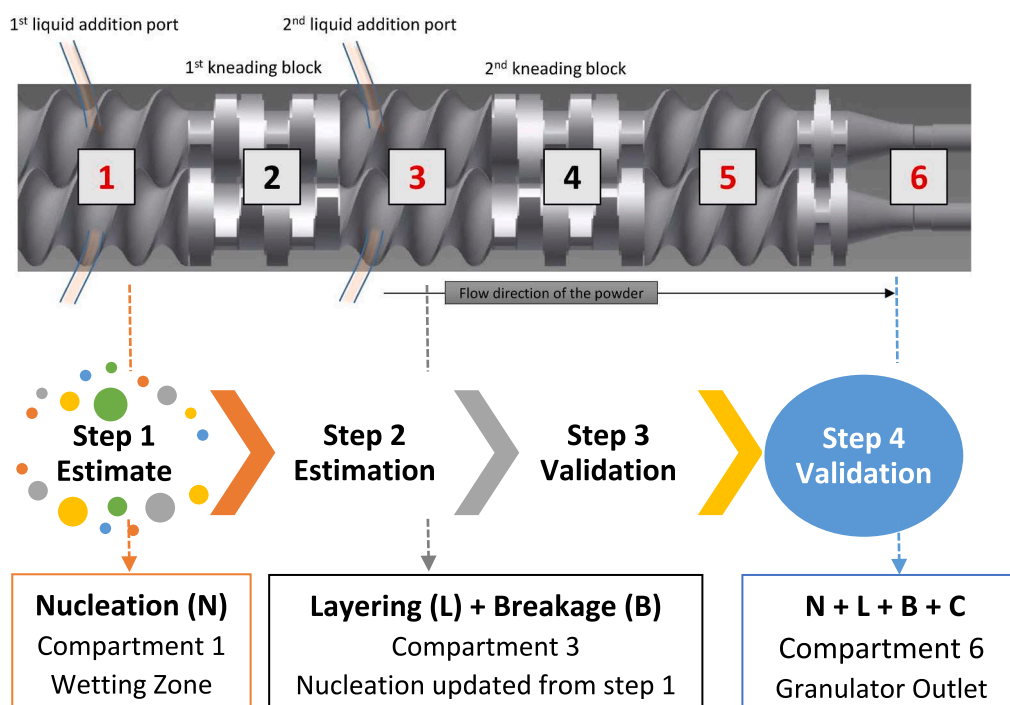 1st liquid addition port
2nd liquid addition port
1st kneading block
2nd kneading block
1
2
3
4
5
6
Flow direction of the powder
Step 1
Estimate
Step 2
Estimation
Step 3
Validation
Step 4
Validation
Nucleation (N)
Compartment 1
Wetting Zone
Layering (L) + Breakage (B)
Compartment 3
Nucleation updated from step 1
N + L + B + C
Compartment 6
Granulator Outlet